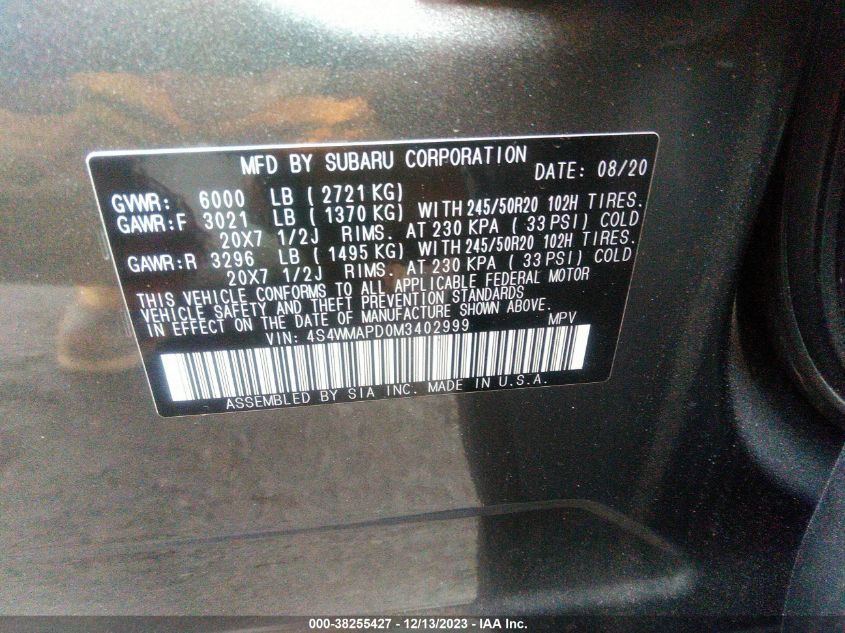 MFD BY SUBARU CORPORATION DATE: 08/20
GVWR: 6000 LB ( 2721 KG)
GAWR:F 3021 LB ( 1370 KG) WITH 245/50R20 102H TIRES.
20X7 1/2J RIMS. AT 230 KPA ( 33 PSI) COLD
GAWR:R 3296 LB ( 1495 KG) WITH 245/50R20 102H TIRES.
20X7 1/2J RIMS. AT 230 KPA ( 33 PSI) COLD
THIS VEHICLE CONFORMS TO ALL APPLICABLE FEDERAL MOTOR
VEHICLE SAFETY AND THEFT PREVENTION STANDARDS
IN EFFECT ON THE DATE OF MANUFACTURE SHOWN ABOVE.
VIN: 4S4WMAPD0M3402999 MPV
ASSEMBLED BY SIA INC. MADE IN U.S.A.
000-38255427 - 12/13/2023 - IAA Inc.